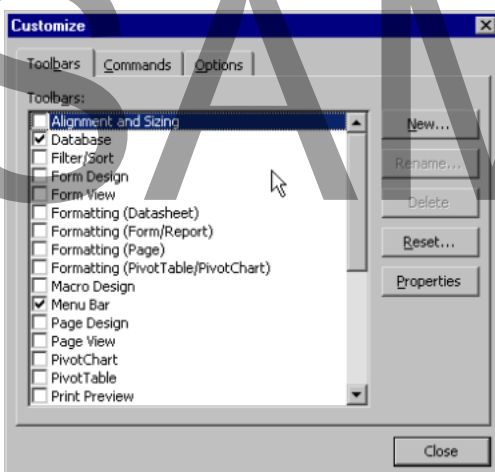 Customize
Toolbars Commands Options
Toolbars:
Alignment and Sizing
Database
Filter/Sort
Form Design
Form View
Formatting (Datasheet)
Formatting (Form/Report)
Formatting (Page)
Formatting (PivotTable/PivotChart)
Macro Design
Menu Bar
Page Design
Page View
PivotChart
PivotTable
Print Preview
New...
Rename...
Delete
Reset...
Properties
Close
SAM